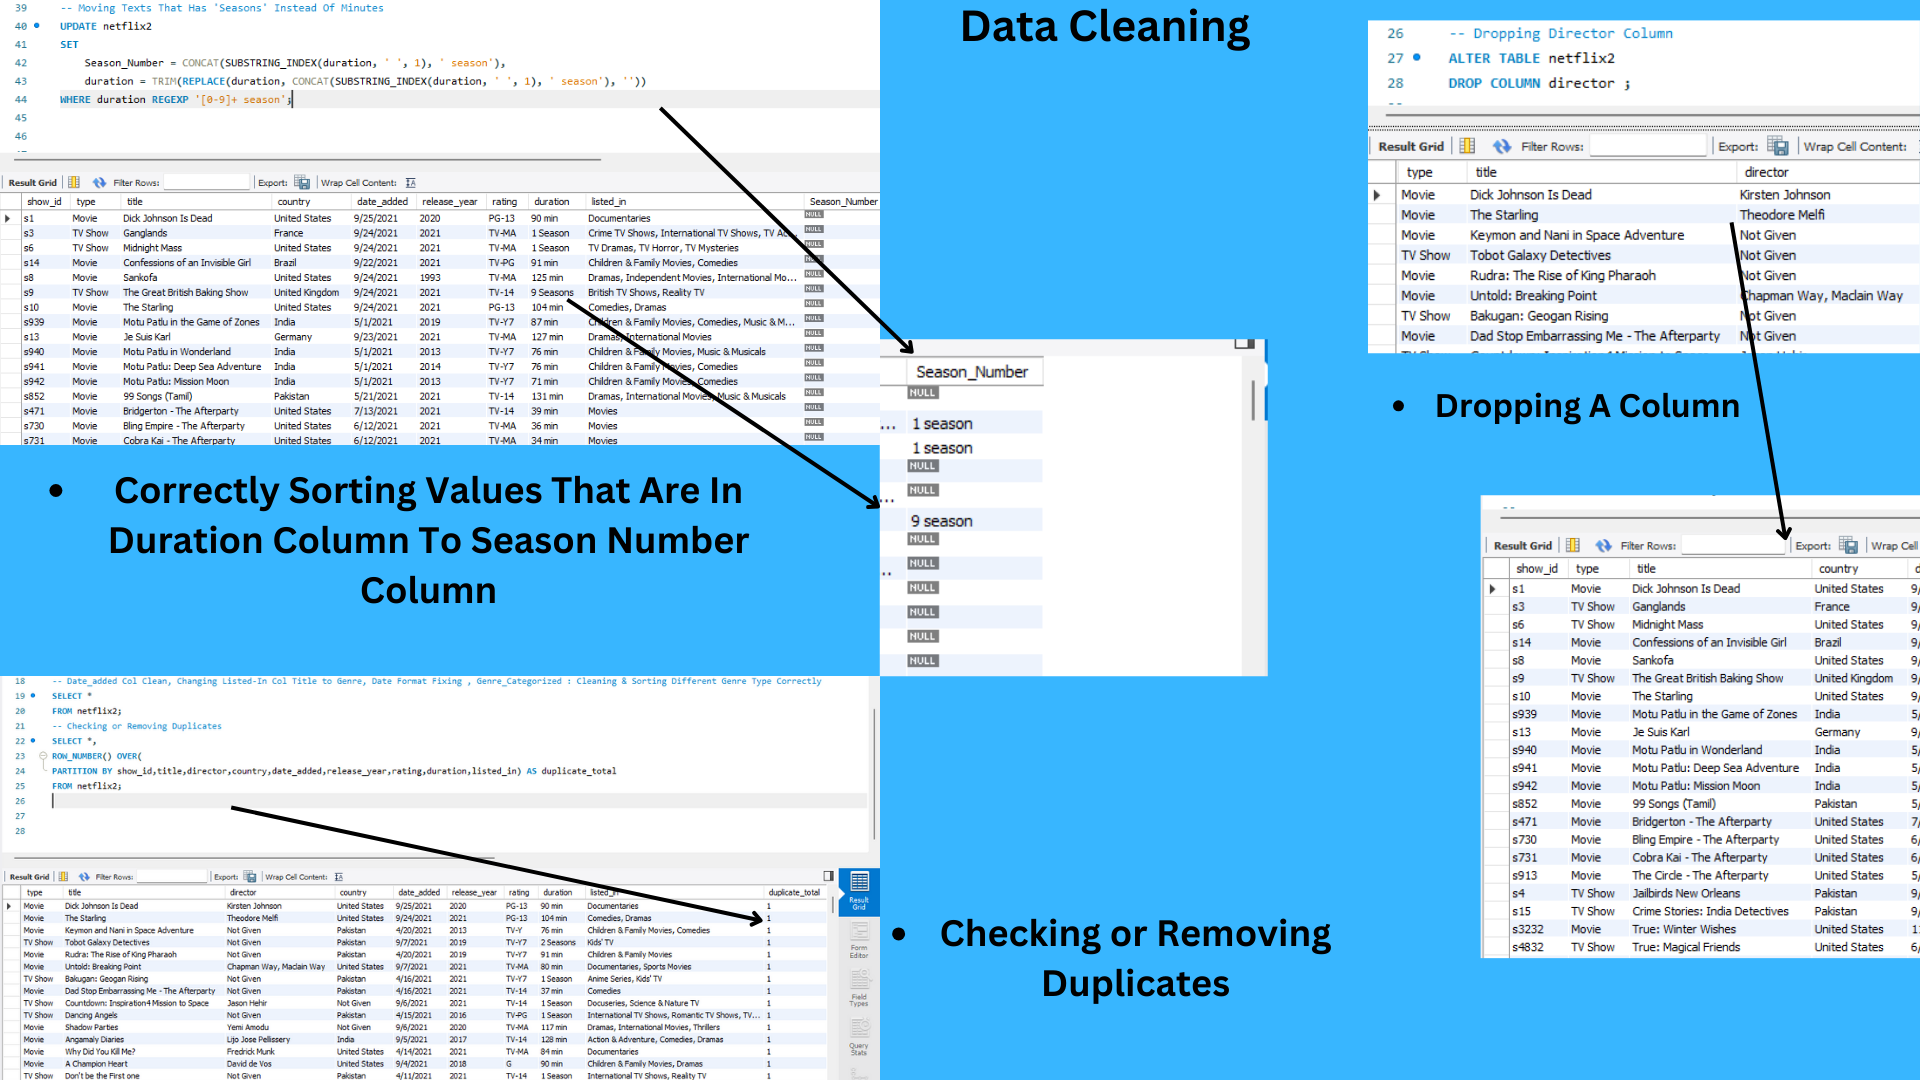 Data Cleaning
39 -- Moving Texts That Has 'Seasons' Instead Of Minutes
40 UPDATE netflix2
41 SET
42 Season_Number = CONCAT(SUBSTRING_INDEX(duration, ' ', 1), ' season'),
43 duration = TRIM(REPLACE(duration, CONCAT(SUBSTRING_INDEX(duration, ' ', 1), ' season'), ''))
44 WHERE duration REGEXP '[0-9]+ season';
45
46
Result Grid Filter Rows: Export: Wrap Cell Content:
show_id type title country date_added release_year rating duration listed_in Season_Number
s1 Movie Dick Johnson Is Dead United States 9/25/2021 2020 PG-13 90 min Documentaries NULL
s3 TV Show Ganglands France 9/24/2021 2021 TV-MA 1 Season Crime TV Shows, International TV Shows, TV Ac... NULL
s6 TV Show Midnight Mass United States 9/24/2021 2021 TV-MA 1 Season TV Dramas, TV Horror, TV Mysteries NULL
s14 Movie Confessions of an Invisible Girl Brazil 9/22/2021 2021 TV-PG 91 min Children & Family Movies, Comedies NULL
s8 Movie Sankofa United States 9/24/2021 1993 TV-MA 125 min Dramas, Independent Movies, International Mo... NULL
s9 TV Show The Great British Baking Show United Kingdom 9/24/2021 2021 TV-14 9 Seasons British TV Shows, Reality TV NULL
s10 Movie The Starling United States 9/24/2021 2021 PG-13 104 min Comedies, Dramas NULL
s939 Movie Motu Patlu in the Game of Zones India 5/1/2021 2019 TV-Y7 87 min Children & Family Movies, Comedies, Music & M... NULL
s13 Movie Je Suis Karl Germany 9/23/2021 2021 TV-MA 127 min Dramas, International Movies NULL
s940 Movie Motu Patlu in Wonderland India 5/1/2021 2013 TV-Y7 76 min Children & Family Movies, Music & Musicals NULL
s941 Movie Motu Patlu: Deep Sea Adventure India 5/1/2021 2014 TV-Y7 76 min Children & Family Movies, Comedies NULL
s942 Movie Motu Patlu: Mission Moon India 5/1/2021 2013 TV-Y7 71 min Children & Family Movies, Comedies NULL
s852 Movie 99 Songs (Tamil) Pakistan 5/21/2021 2021 TV-14 131 min Dramas, International Movies, Music & Musicals NULL
s471 Movie Bridgerton - The Afterparty United States 7/13/2021 2021 TV-14 39 min Movies NULL
s730 Movie Bling Empire - The Afterparty United States 6/12/2021 2021 TV-MA 36 min Movies NULL
s731 Movie Cobra Kai - The Afterparty United States 6/12/2021 2021 TV-MA 34 min Movies NULL
• Correctly Sorting Values That Are In
Duration Column To Season Number
Column
Season_Number
NULL
... 1 season
1 season
NULL
NULL
...
9 season
NULL
NULL
..
NULL
NULL
NULL
NULL
26 -- Dropping Director Column
27 ALTER TABLE netflix2
28 DROP COLUMN director ;
Result Grid Filter Rows: Export: Wrap Cell Content:
type title director
Movie Dick Johnson Is Dead Kirsten Johnson
Movie The Starling Theodore Melfi
Movie Keymon and Nani in Space Adventure Not Given
TV Show Tobot Galaxy Detectives Not Given
Movie Rudra: The Rise of King Pharaoh Not Given
Movie Untold: Breaking Point Chapman Way, Maclain Way
TV Show Bakugan: Geogan Rising Not Given
Movie Dad Stop Embarrassing Me - The Afterparty Not Given
• Dropping A Column
Result Grid Filter Rows: Export: Wrap Cell
show_id type title country
s1 Movie Dick Johnson Is Dead United States 9/
s3 TV Show Ganglands France 9/
s6 TV Show Midnight Mass United States 9/
s14 Movie Confessions of an Invisible Girl Brazil 9/
s8 Movie Sankofa United States 9/
s9 TV Show The Great British Baking Show United Kingdom 9/
s10 Movie The Starling United States 9/
s939 Movie Motu Patlu in the Game of Zones India 5/
s13 Movie Je Suis Karl Germany 9/
s940 Movie Motu Patlu in Wonderland India 5/
s941 Movie Motu Patlu: Deep Sea Adventure India 5/
s942 Movie Motu Patlu: Mission Moon India 5/
s852 Movie 99 Songs (Tamil) Pakistan 5/
s471 Movie Bridgerton - The Afterparty United States 7/
s730 Movie Bling Empire - The Afterparty United States 6/
s731 Movie Cobra Kai - The Afterparty United States 6/
s913 Movie The Circle - The Afterparty United States 5/
s4 TV Show Jailbirds New Orleans Pakistan 9/
s15 TV Show Crime Stories: India Detectives Pakistan 9/
s3232 Movie True: Winter Wishes United States 1
s4832 TV Show True: Magical Friends United States 6/
18 -- Date_added Col Clean, Changing Listed-In Col Title to Genre, Date Format Fixing , Genre_Categorized : Cleaning & Sorting Different Genre Type Correctly
19 SELECT *
20 FROM netflix2;
21 -- Checking or Removing Duplicates
22 SELECT *,
23 ROW_NUMBER() OVER(
24 PARTITION BY show_id,title,director,country,date_added,release_year,rating,duration,listed_in) AS duplicate_total
25 FROM netflix2;
26
27
28
Result Grid Filter Rows: Export: Wrap Cell Content:
type title director country date_added release_year rating duration listed_in duplicate_total
Movie Dick Johnson Is Dead Kirsten Johnson United States 9/25/2021 2020 PG-13 90 min Documentaries 1
Movie The Starling Theodore Melfi United States 9/24/2021 2021 PG-13 104 min Comedies, Dramas 1
Movie Keymon and Nani in Space Adventure Not Given Pakistan 4/20/2021 2013 TV-Y 76 min Children & Family Movies, Comedies 1
TV Show Tobot Galaxy Detectives Not Given Pakistan 9/7/2021 2019 TV-Y7 2 Seasons Kids' TV 1
Movie Rudra: The Rise of King Pharaoh Not Given Pakistan 4/20/2021 2019 TV-Y7 91 min Children & Family Movies 1
Movie Untold: Breaking Point Chapman Way, Maclain Way United States 9/7/2021 2021 TV-MA 80 min Documentaries, Sports Movies 1
TV Show Bakugan: Geogan Rising Not Given Pakistan 4/16/2021 2021 TV-Y7 1 Season Anime Series, Kids' TV 1
Movie Dad Stop Embarrassing Me - The Afterparty Not Given Pakistan 4/16/2021 2021 TV-14 37 min Comedies 1
TV Show Countdown: Inspiration4 Mission to Space Jason Hehir Not Given 9/6/2021 2021 TV-14 1 Season Docuseries, Science & Nature TV 1
TV Show Dancing Angels Not Given Pakistan 4/15/2021 2016 TV-PG 1 Season International TV Shows, Romantic TV Shows, TV... 1
Movie Shadow Parties Yemi Amodu Not Given 9/6/2021 2020 TV-MA 117 min Dramas, International Movies, Thrillers 1
Movie Angamaly Diaries Lijo Jose Pellissery India 9/5/2021 2017 TV-14 128 min Action & Adventure, Comedies, Dramas 1
Movie Why Did You Kill Me? Fredrick Munk United States 4/14/2021 2021 TV-MA 84 min Documentaries 1
Movie A Champion Heart David de Vos United States 9/4/2021 2018 G 90 min Children & Family Movies, Dramas 1
TV Show Don't be the First one Not Given Pakistan 4/11/2021 2021 TV-14 1 Season International TV Shows, Reality TV 1
Result
Grid
Form
Editor
Field
Types
Query
Stats
• Checking or Removing
Duplicates